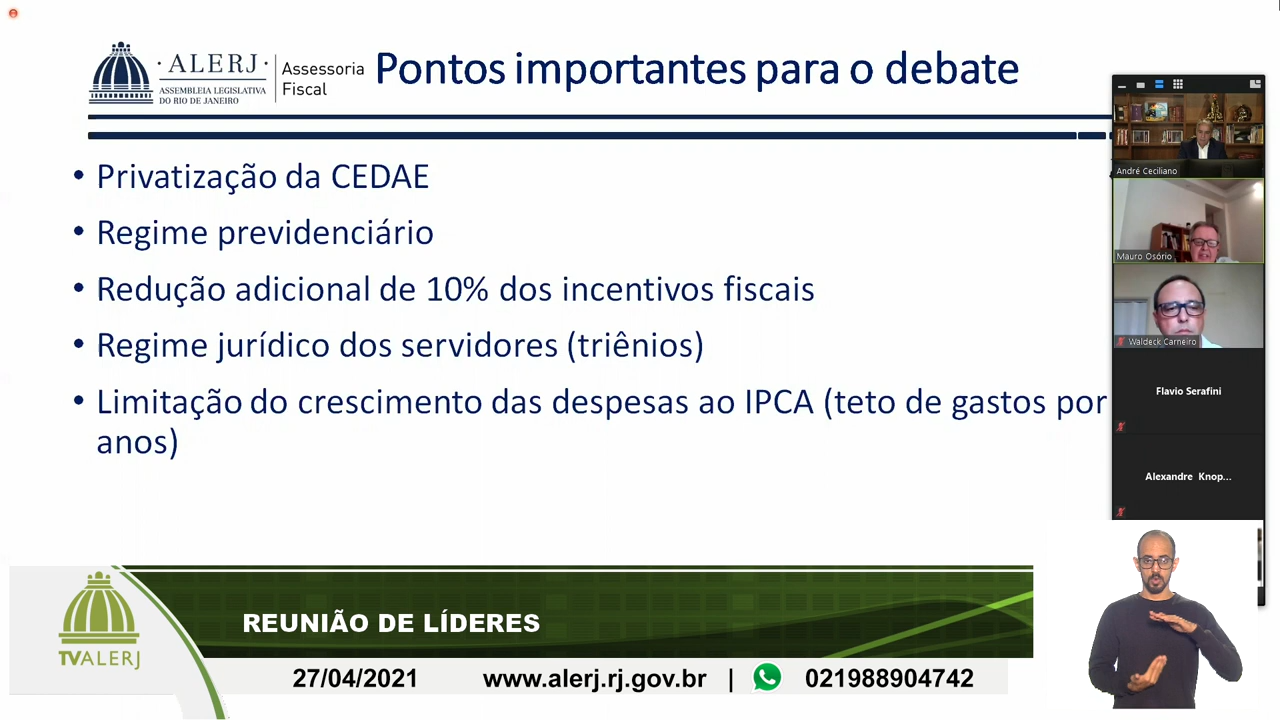 · ALERJ ·
ASSEMBLEIA LEGISLATIVA
DO RIO DE JANEIRO
Assessoria
Fiscal
Pontos importantes para o debate
• Privatização da CEDAE
• Regime previdenciário
• Redução adicional de 10% dos incentivos fiscais
• Regime jurídico dos servidores (triênios)
• Limitação do crescimento das despesas ao IPCA (teto de gastos por
anos)
André Ceciliano
Mauro Osório
Waldeck Carneiro
Flavio Serafini
Alexandre Knop...
TVALERJ
REUNIÃO DE LÍDERES
27/04/2021
www.alerj.rj.gov.br | 021988904742